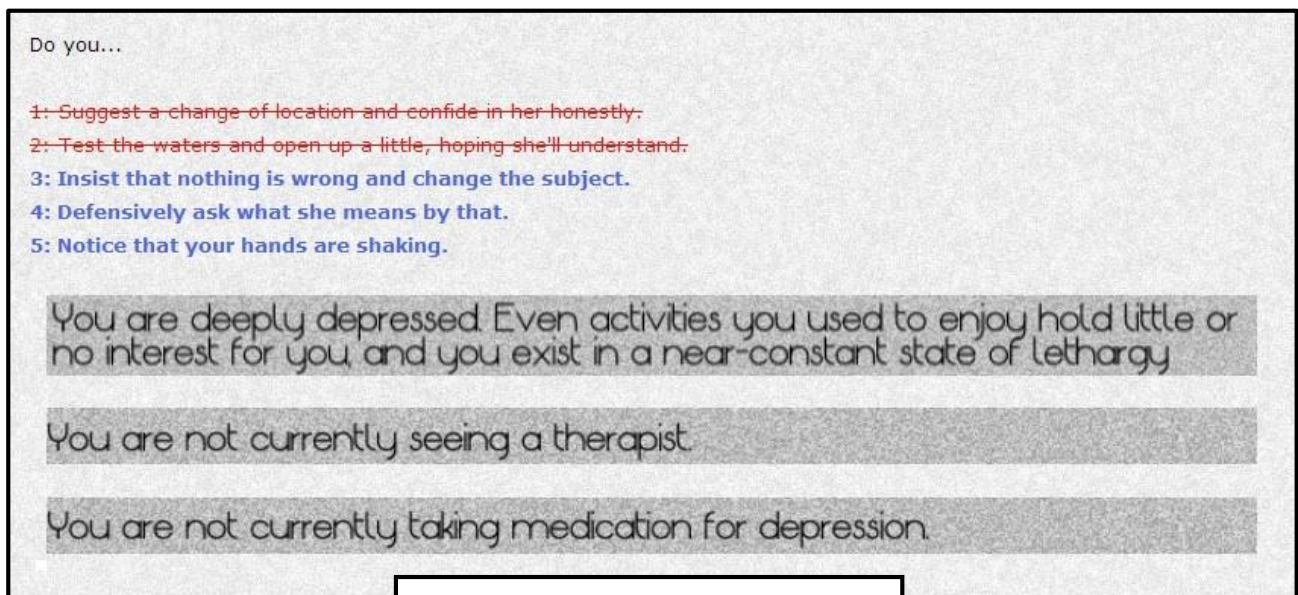 Do you...
1: Suggest a change of location and confide in her honestly.
2: Test the waters and open up a little, hoping she'll understand.
3: Insist that nothing is wrong and change the subject.
4: Defensively ask what she means by that.
5: Notice that your hands are shaking.
You are deeply depressed. Even activities you used to enjoy hold little or
no interest for you, and you exist in a near-constant state of lethargy
You are not currently seeing a therapist.
You are not currently taking medication for depression.